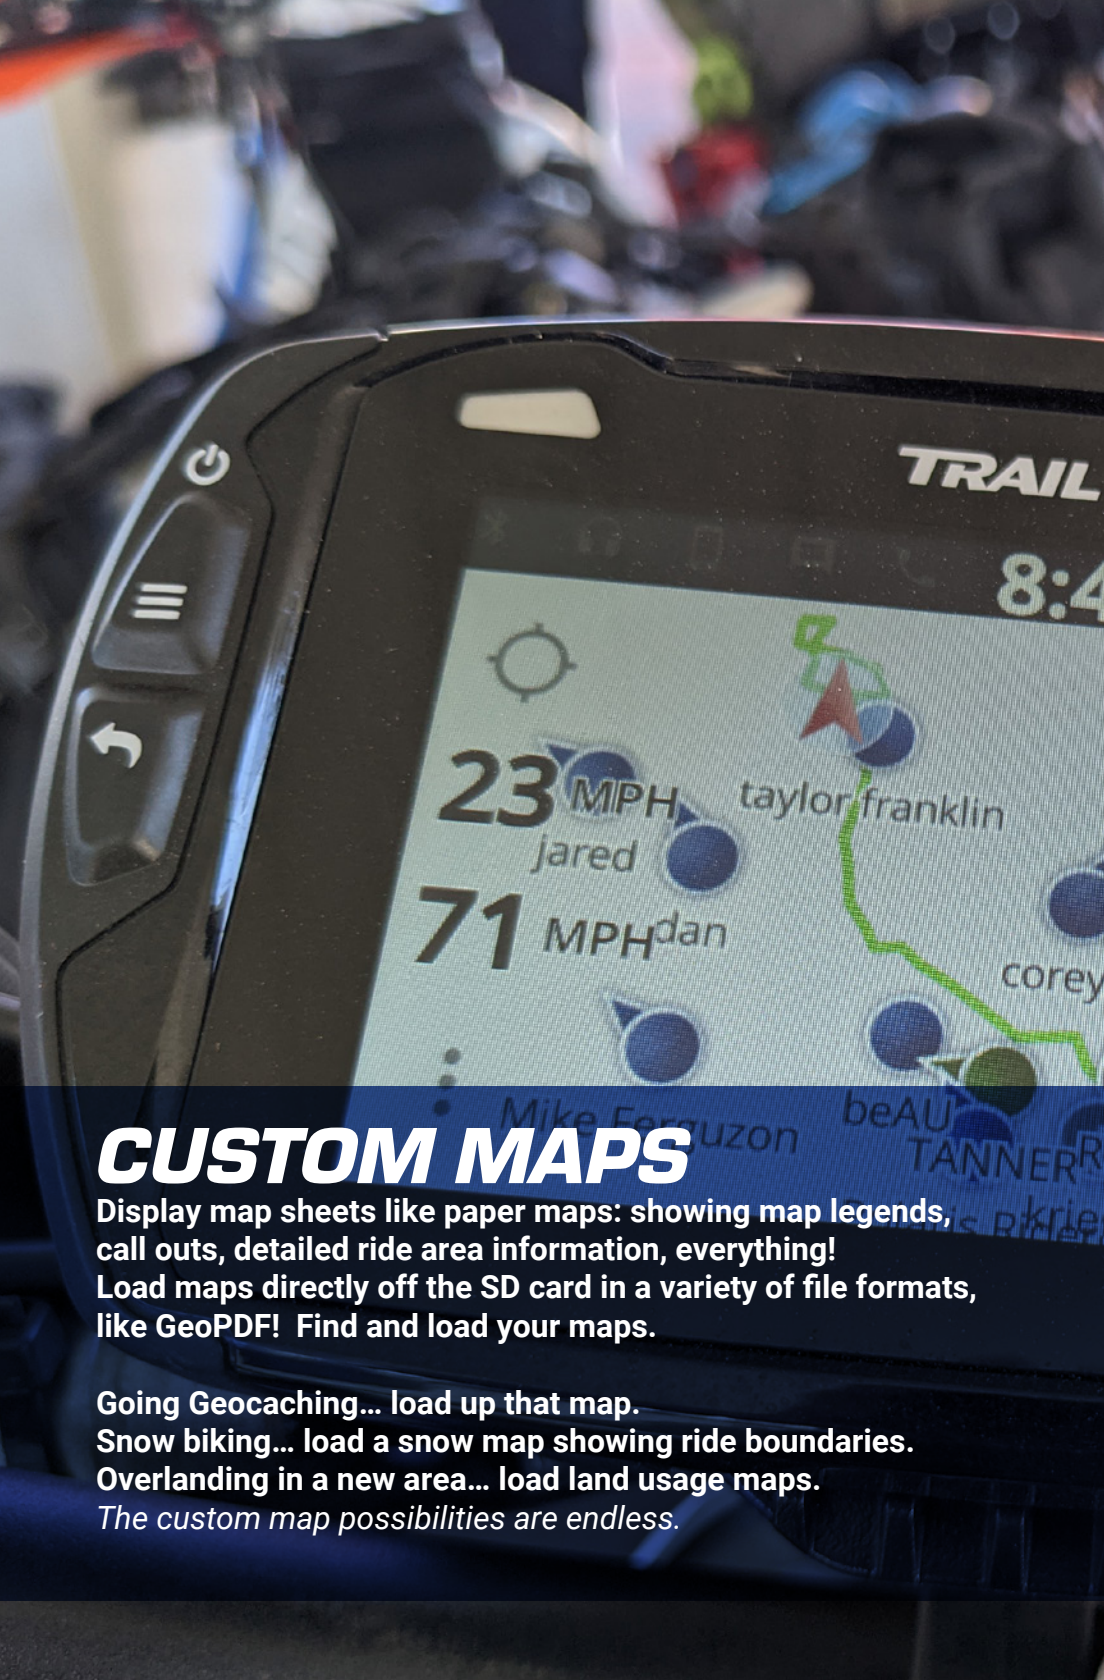 TRAIL
8:4
23 MPH
taylor franklin
jared
71 MPH
dan
corey
beAU
Mike Ferguzon
TANNER
krie
CUSTOM MAPS
Display map sheets like paper maps: showing map legends,
call outs, detailed ride area information, everything!
Load maps directly off the SD card in a variety of file formats,
like GeoPDF!  Find and load your maps.
Going Geocaching... load up that map.
Snow biking... load a snow map showing ride boundaries.
Overlanding in a new area... load land usage maps.
The custom map possibilities are endless.